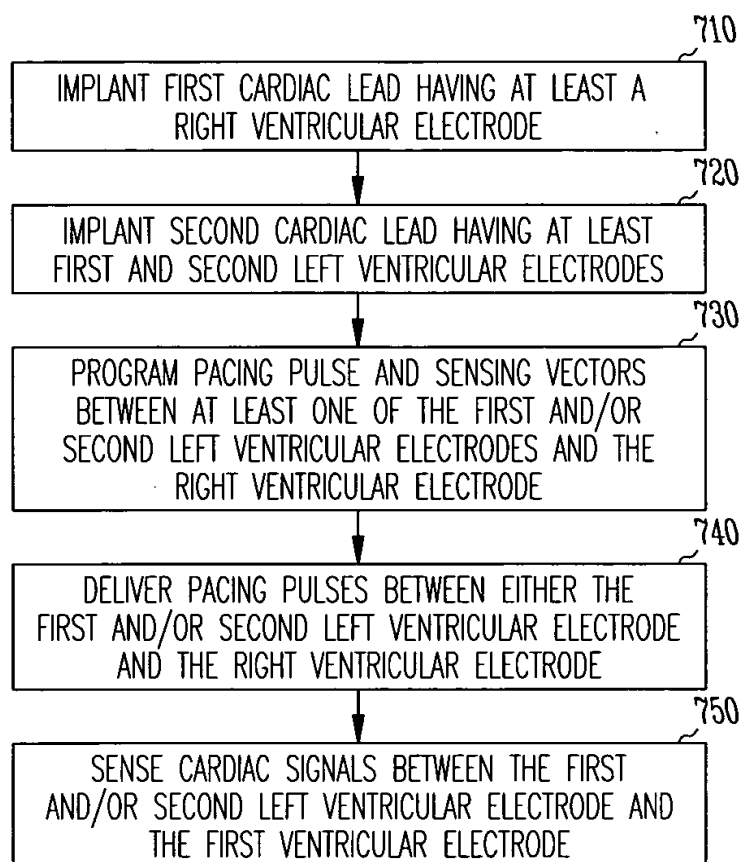 710
IMPLANT FIRST CARDIAC LEAD HAVING AT LEAST A
RIGHT VENTRICULAR ELECTRODE
720
IMPLANT SECOND CARDIAC LEAD HAVING AT LEAST
FIRST AND SECOND LEFT VENTRICULAR ELECTRODES
730
PROGRAM PACING PULSE AND SENSING VECTORS
BETWEEN AT LEAST ONE OF THE FIRST AND/OR
SECOND LEFT VENTRICULAR ELECTRODES AND THE
RIGHT VENTRICULAR ELECTRODE
740
DELIVER PACING PULSES BETWEEN EITHER THE
FIRST AND/OR SECOND LEFT VENTRICULAR ELECTRODE
AND THE RIGHT VENTRICULAR ELECTRODE
750
SENSE CARDIAC SIGNALS BETWEEN THE FIRST
AND/OR SECOND LEFT VENTRICULAR ELECTRODE AND
THE FIRST VENTRICULAR ELECTRODE